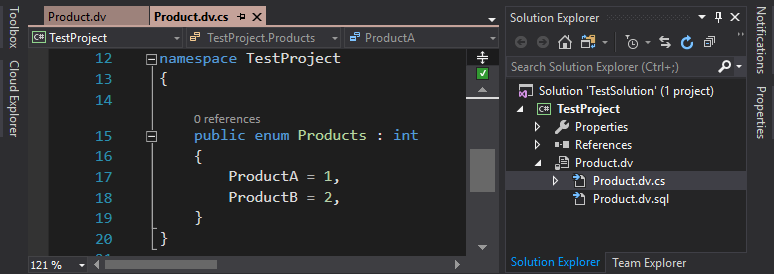 Toolbox
Cloud Explorer
Product.dv
Product.dv.cs
TestProject
TestProject.Products
ProductA
12 namespace TestProject
13 {
14
0 references
15 public enum Products : int
16 {
17 ProductA = 1,
18 ProductB = 2,
19 }
20 }
121 %
Solution Explorer
Search Solution Explorer (Ctrl+;)
Solution 'TestSolution' (1 project)
C# TestProject
Properties
References
Product.dv
Product.dv.cs
Product.dv.sql
Solution Explorer
Team Explorer
Notifications
Properties